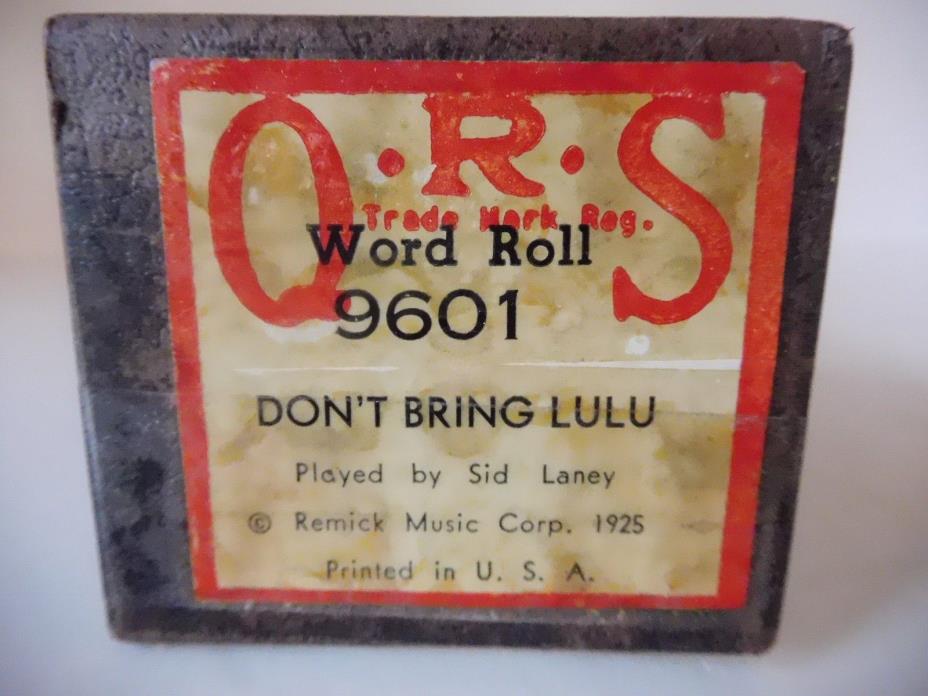 Q·R·S
Trade Mark Reg.
Word Roll
9601
DON'T BRING LULU
Played by Sid Laney
© Remick Music Corp. 1925
Printed in U. S. A.